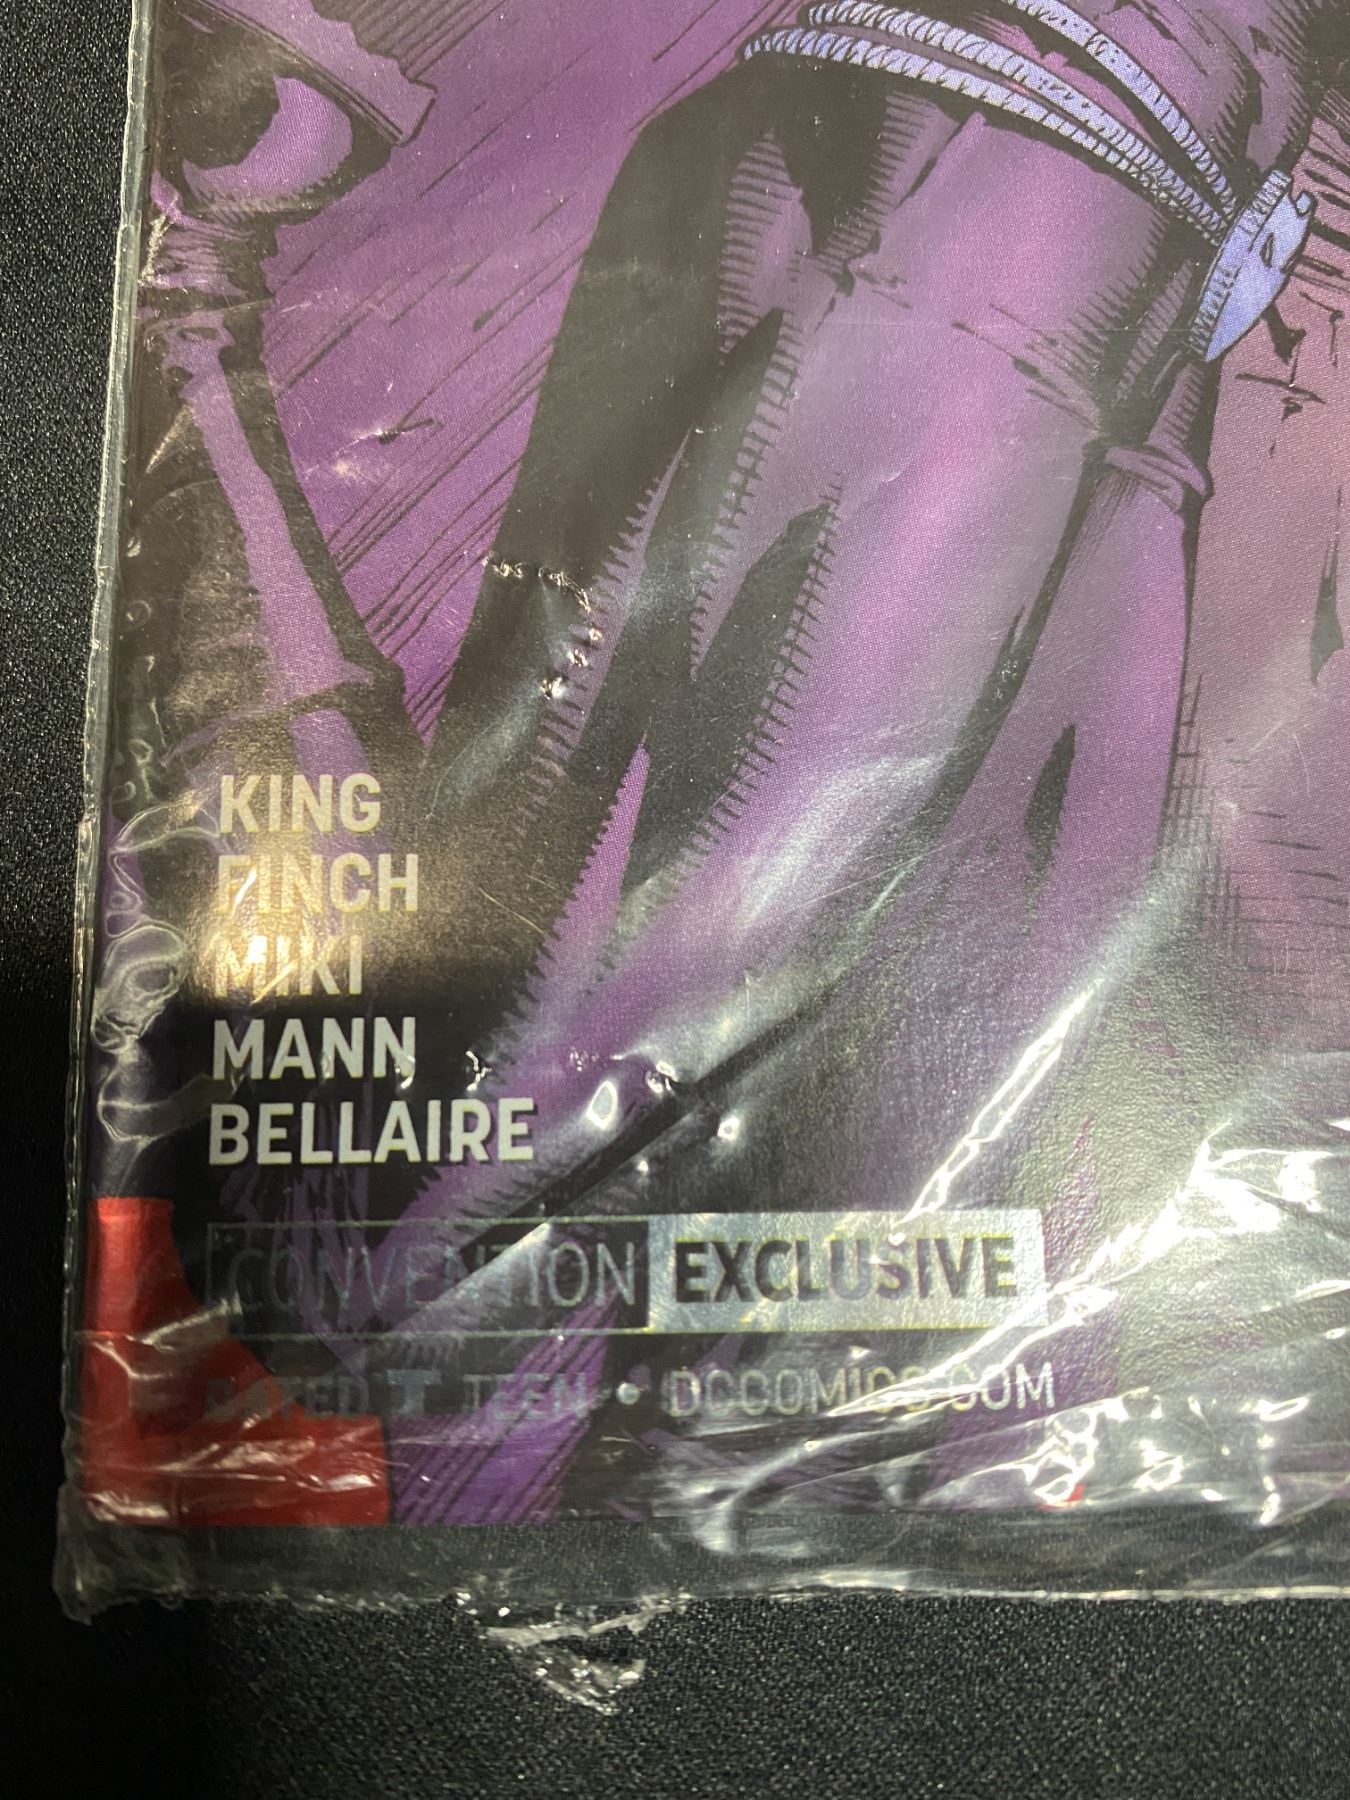 KING
FINCH
MIKI
MANN
BELLAIRE
CONVENTION EXCLUSIVE
RATED T TEEN • DCCOMICS.COM